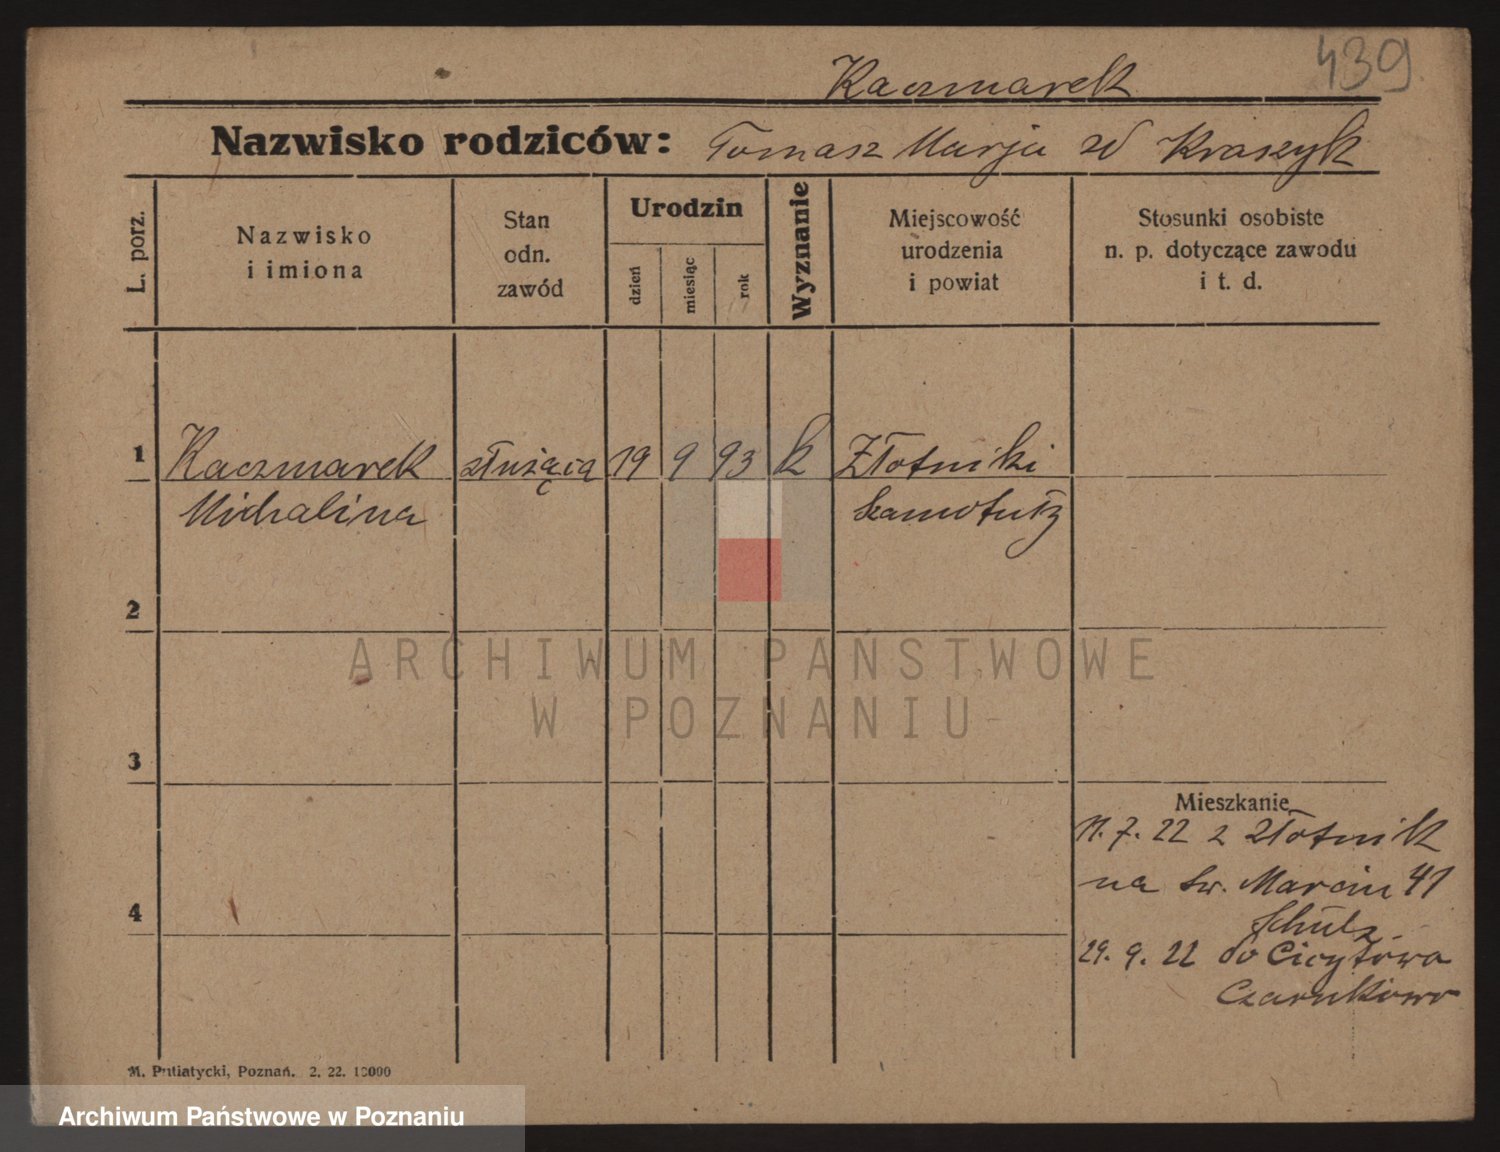 439
Kaczmarek
Nazwisko rodziców: Tomasz Marja zd Kraszyk
L. porz.
Nazwisko
i imiona
Stan
odn.
zawód
Urodzin
dzień
miesiąc
rok
Wyznanie
Miejscowość
urodzenia
i powiat
Stosunki osobiste
n. p. dotyczące zawodu
i t. d.
1 Kaczmarek służąca 19 9 93 k Złotniki
Michalina Szamotuły
2
ARCHIWUM PAŃSTWOWE
W POZNANIU
3
Mieszkanie
11. 7. 22 z Złotnik
na Św. Marcin 41
4
Schulz
29. 9. 22 do
Czarnkowo
M. Putiatycki, Poznań. 2. 22. 10000
Archiwum Państwowe w Poznaniu